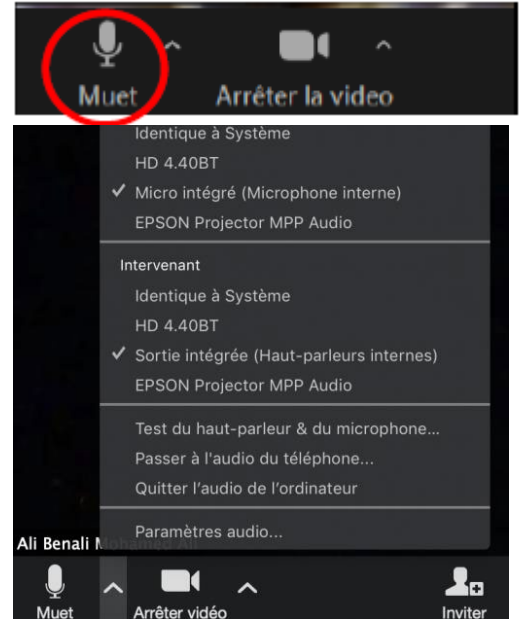 Muet Arrêter la video
Identique à Système
HD 4.40BT
✓ Micro intégré (Microphone interne)
EPSON Projector MPP Audio
Intervenant
Identique à Système
HD 4.40BT
✓ Sortie intégrée (Haut-parleurs internes)
EPSON Projector MPP Audio
Test du haut-parleur & du microphone...
Passer à l'audio du téléphone...
Quitter l'audio de l'ordinateur
Paramètres audio...
Ali Benali Mohamed Ali
Muet Arrêter vidéo Inviter